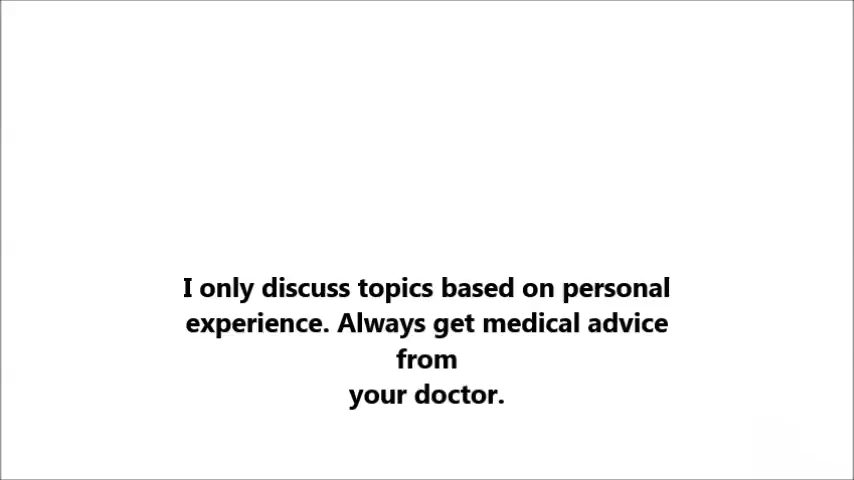 I only discuss topics based on personal
experience. Always get medical advice
from
your doctor.